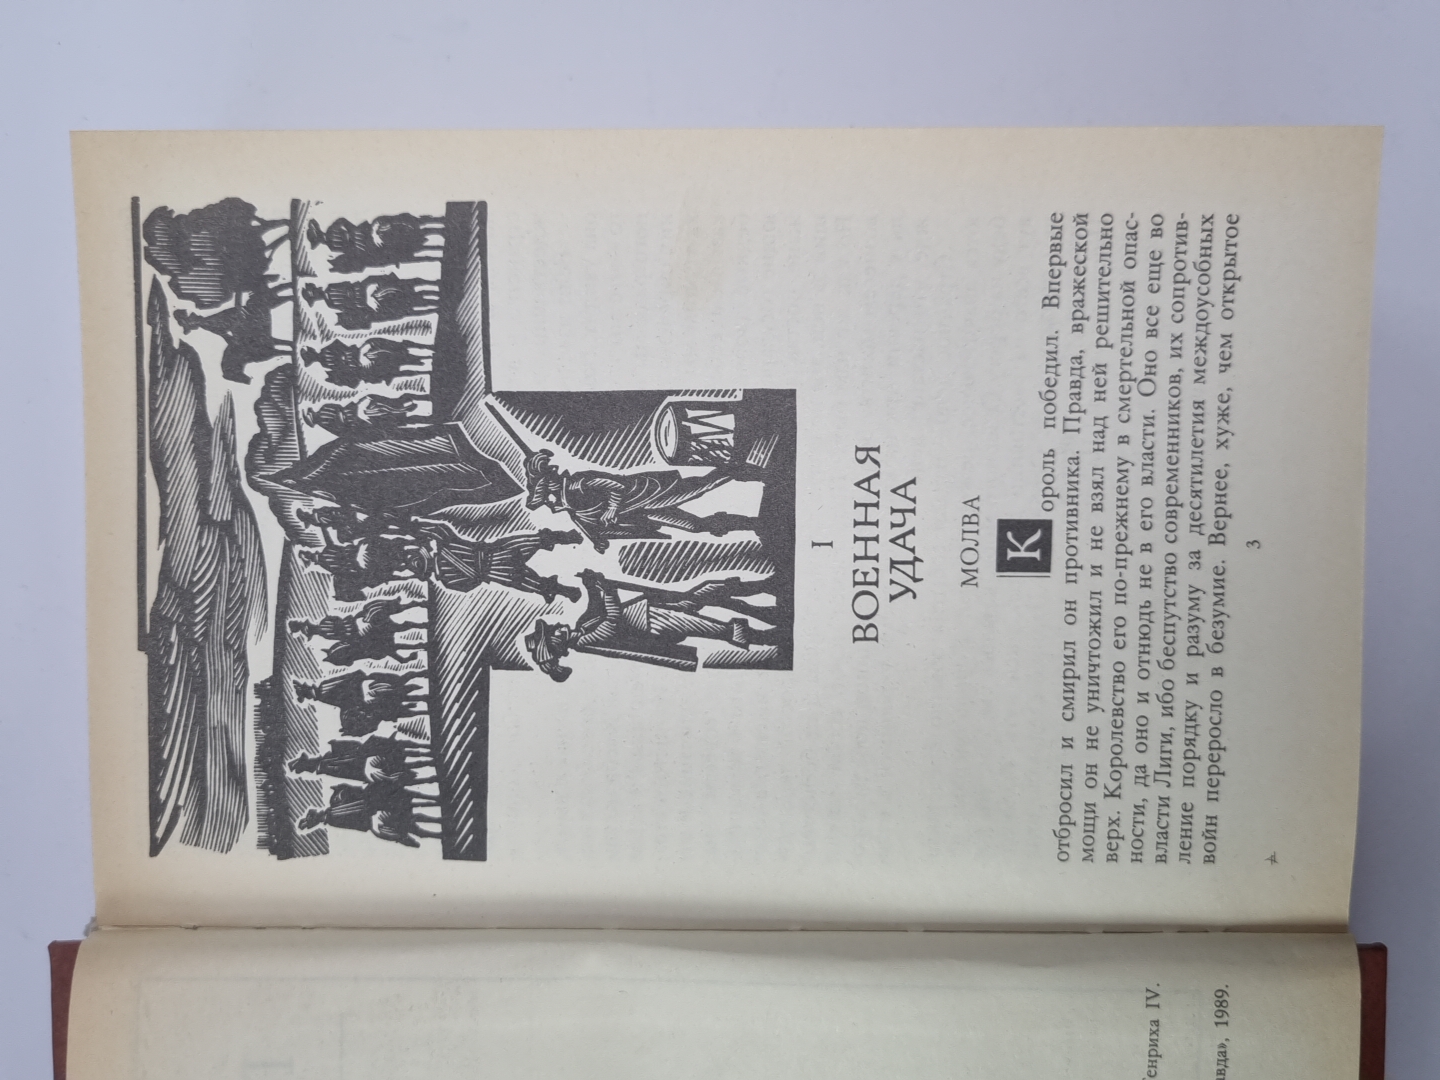 Генриха IV.
1989.
I
ВОЕННАЯ
УДАЧА
МОЛВА
Король победил. Впервые
отбросил и смирил он противника. Правда, вражеской
мощи он не уничтожил и не взял над ней решительно
верх. Королевство его по-прежнему в смертельной опас-
ности, да оно и отнюдь не в его власти. Оно все еще во
власти Лиги, ибо беспутство современников, их сопротив-
ление порядку и разуму за десятилетия междоусобных
войн переросло в безумие. Вернее, хуже, чем открытое
3